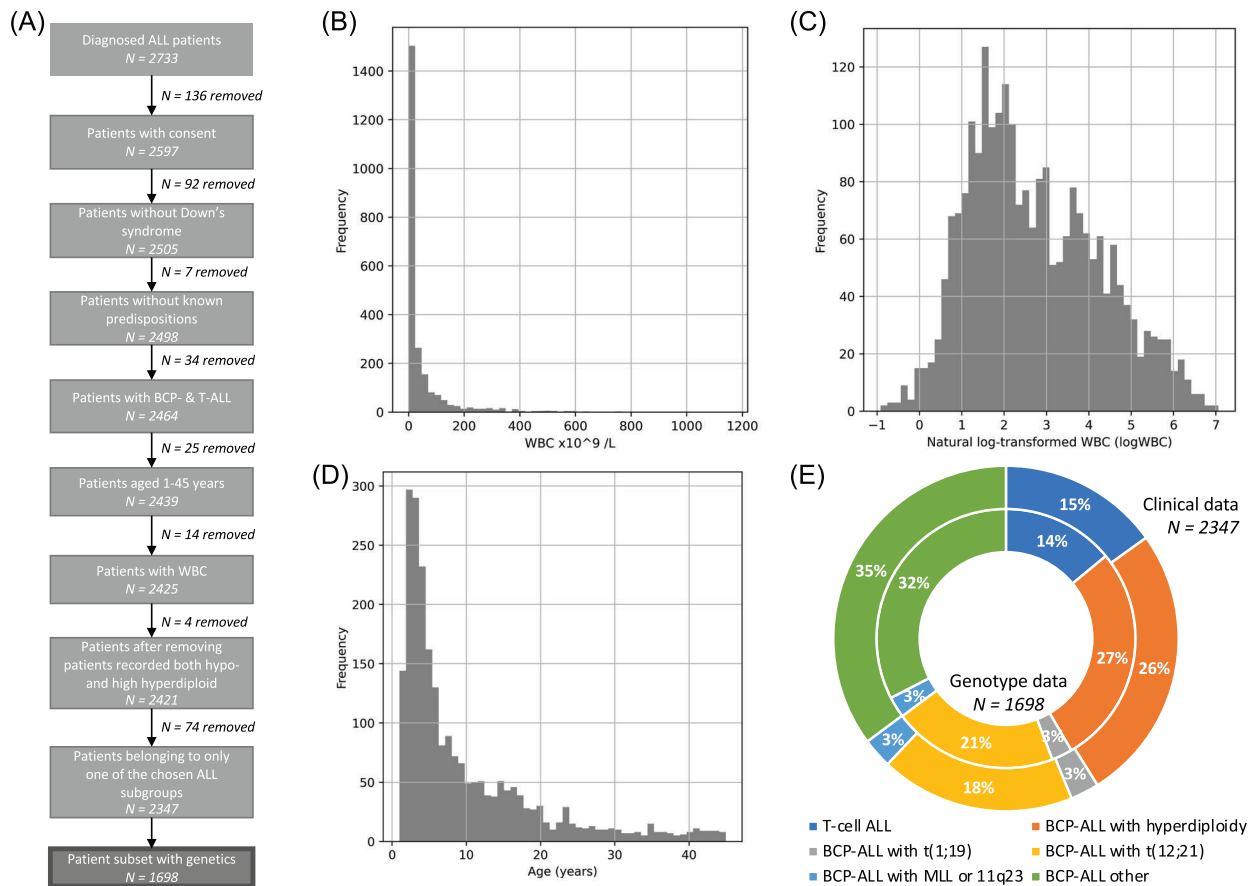 (A)
Diagnosed ALL patients
N = 2733
N = 136 removed
Patients with consent
N = 2597
N = 92 removed
Patients without Down's
syndrome
N = 2505
N = 7 removed
Patients without known
predispositions
N = 2498
N = 34 removed
Patients with BCP- & T-ALL
N = 2464
N = 25 removed
Patients aged 1-45 years
N = 2439
N = 14 removed
Patients with WBC
N = 2425
N = 4 removed
Patients after removing
patients recorded both hypo-
and high hyperdiploid
N = 2421
N = 74 removed
Patients belonging to only
one of the chosen ALL
subgroups
N = 2347
Patient subset with genetics
N = 1698
(B)
Frequency
1400
1600
1800
1000
800
600
400
200
0
0 200 400 600 800 1000 1200
WBC x10^9 /L
(C)
Frequency
120
100
80
60
40
20
0
−1 0 1 2 3 4 5 6 7
Natural log-transformed WBC (logWBC)
(D)
Frequency
300
250
200
150
100
50
0
0 10 20 30 40
Age (years)
(E)
Clinical data
N = 2347
Genotype data
N = 1698
15%
14%
35%
32%
27%
26%
3%
3%
3%
3%
21%
18%
T-cell ALL
BCP-ALL with hyperdiploidy
BCP-ALL with t(1;19)
BCP-ALL with t(12;21)
BCP-ALL with MLL or 11q23
BCP-ALL other